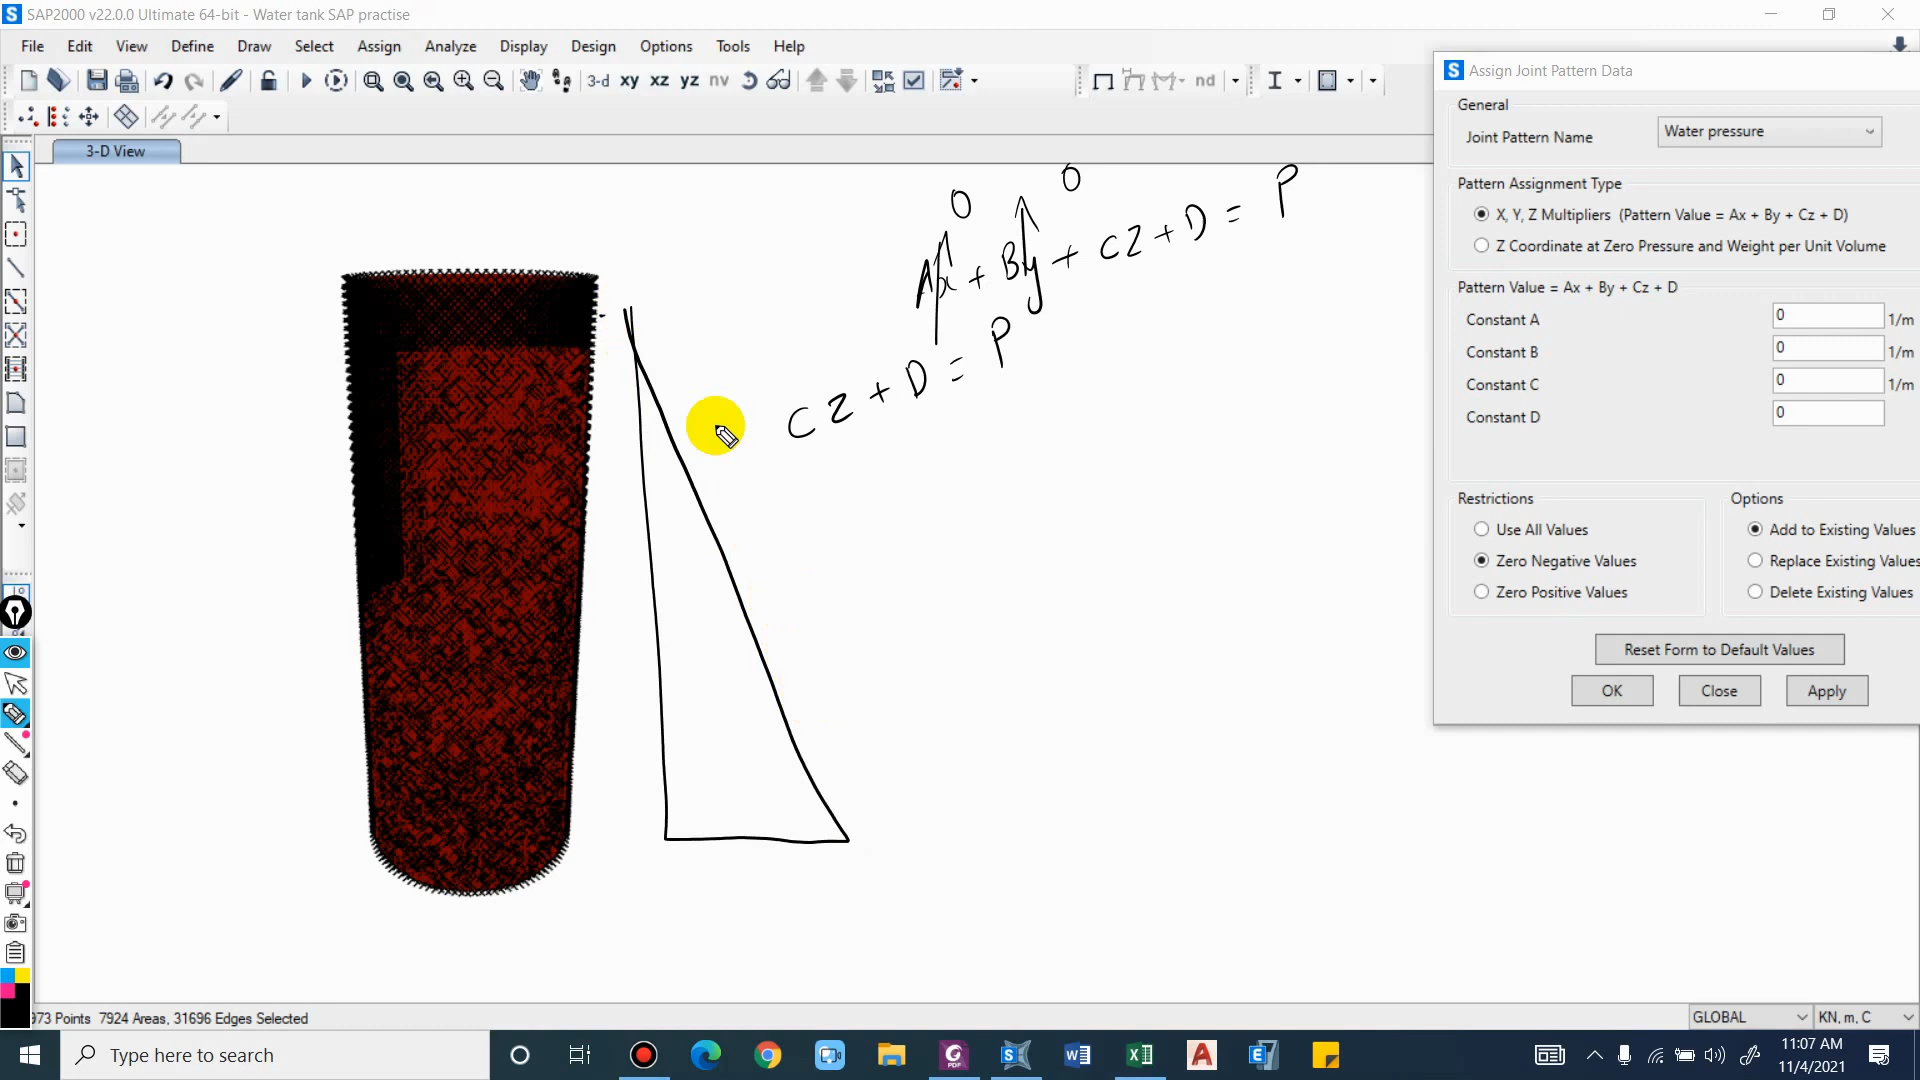 SAP2000 v22.0.0 Ultimate 64-bit - Water tank SAP practise
File Edit View Define Draw Select Assign Analyze Display Design Options Tools Help
3-d xy xz yz nv nd
3-D View
Assign Joint Pattern Data
General
Joint Pattern Name Water pressure
Pattern Assignment Type
X, Y, Z Multipliers (Pattern Value = Ax + By + Cz + D)
Z Coordinate at Zero Pressure and Weight per Unit Volume
Pattern Value = Ax + By + Cz + D
Constant A 0 1/m
Constant B 0 1/m
Constant C 0 1/m
Constant D 0
Restrictions
Use All Values
Zero Negative Values
Zero Positive Values
Options
Add to Existing Values
Replace Existing Values
Delete Existing Values
Reset Form to Default Values
OK Close Apply
0 0
Ax + By + CZ + D = P
CZ + D = P
973 Points 7924 Areas, 31696 Edges Selected
GLOBAL KN, m, C
Type here to search
11:07 AM
11/4/2021